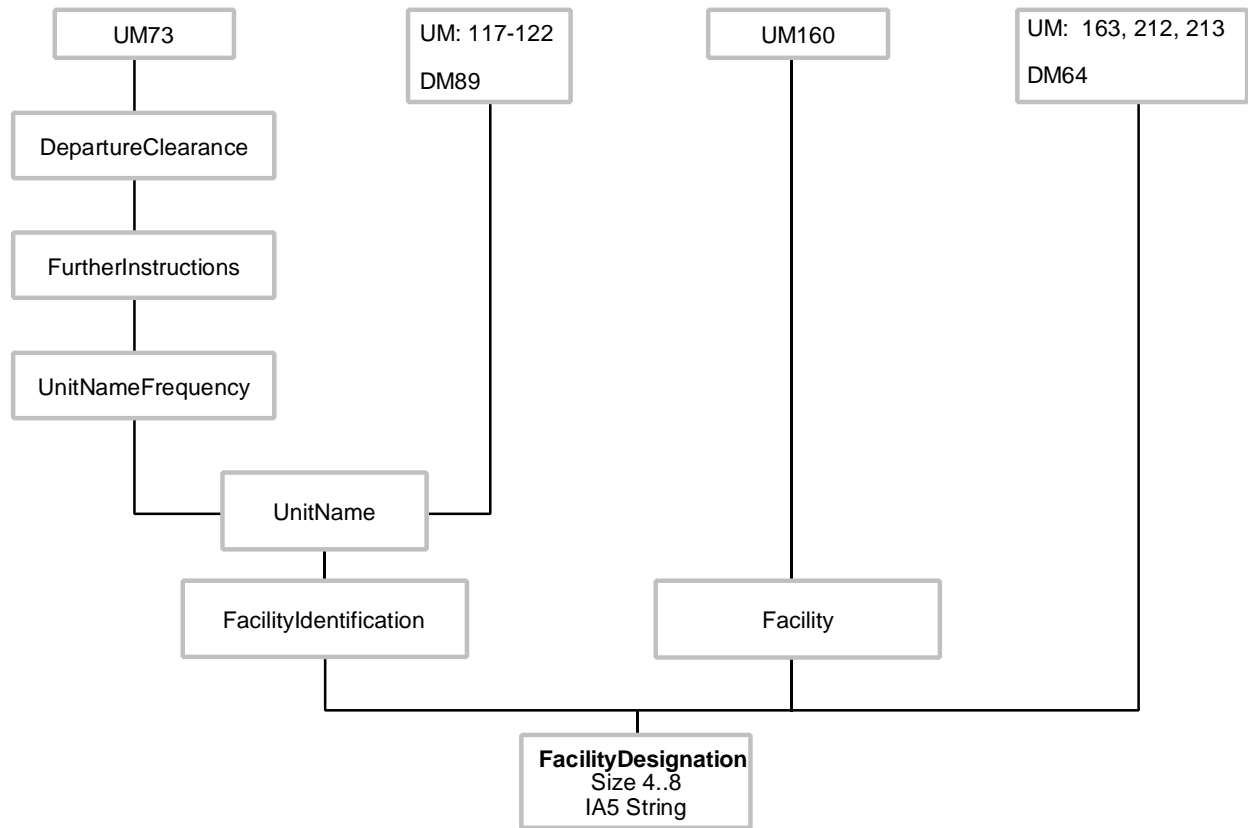 UM73
UM: 117-122
DM89
UM160
UM:  163, 212, 213
DM64
DepartureClearance
FurtherInstructions
UnitNameFrequency
UnitName
FacilityIdentification
Facility
FacilityDesignation
Size 4..8
IA5 String